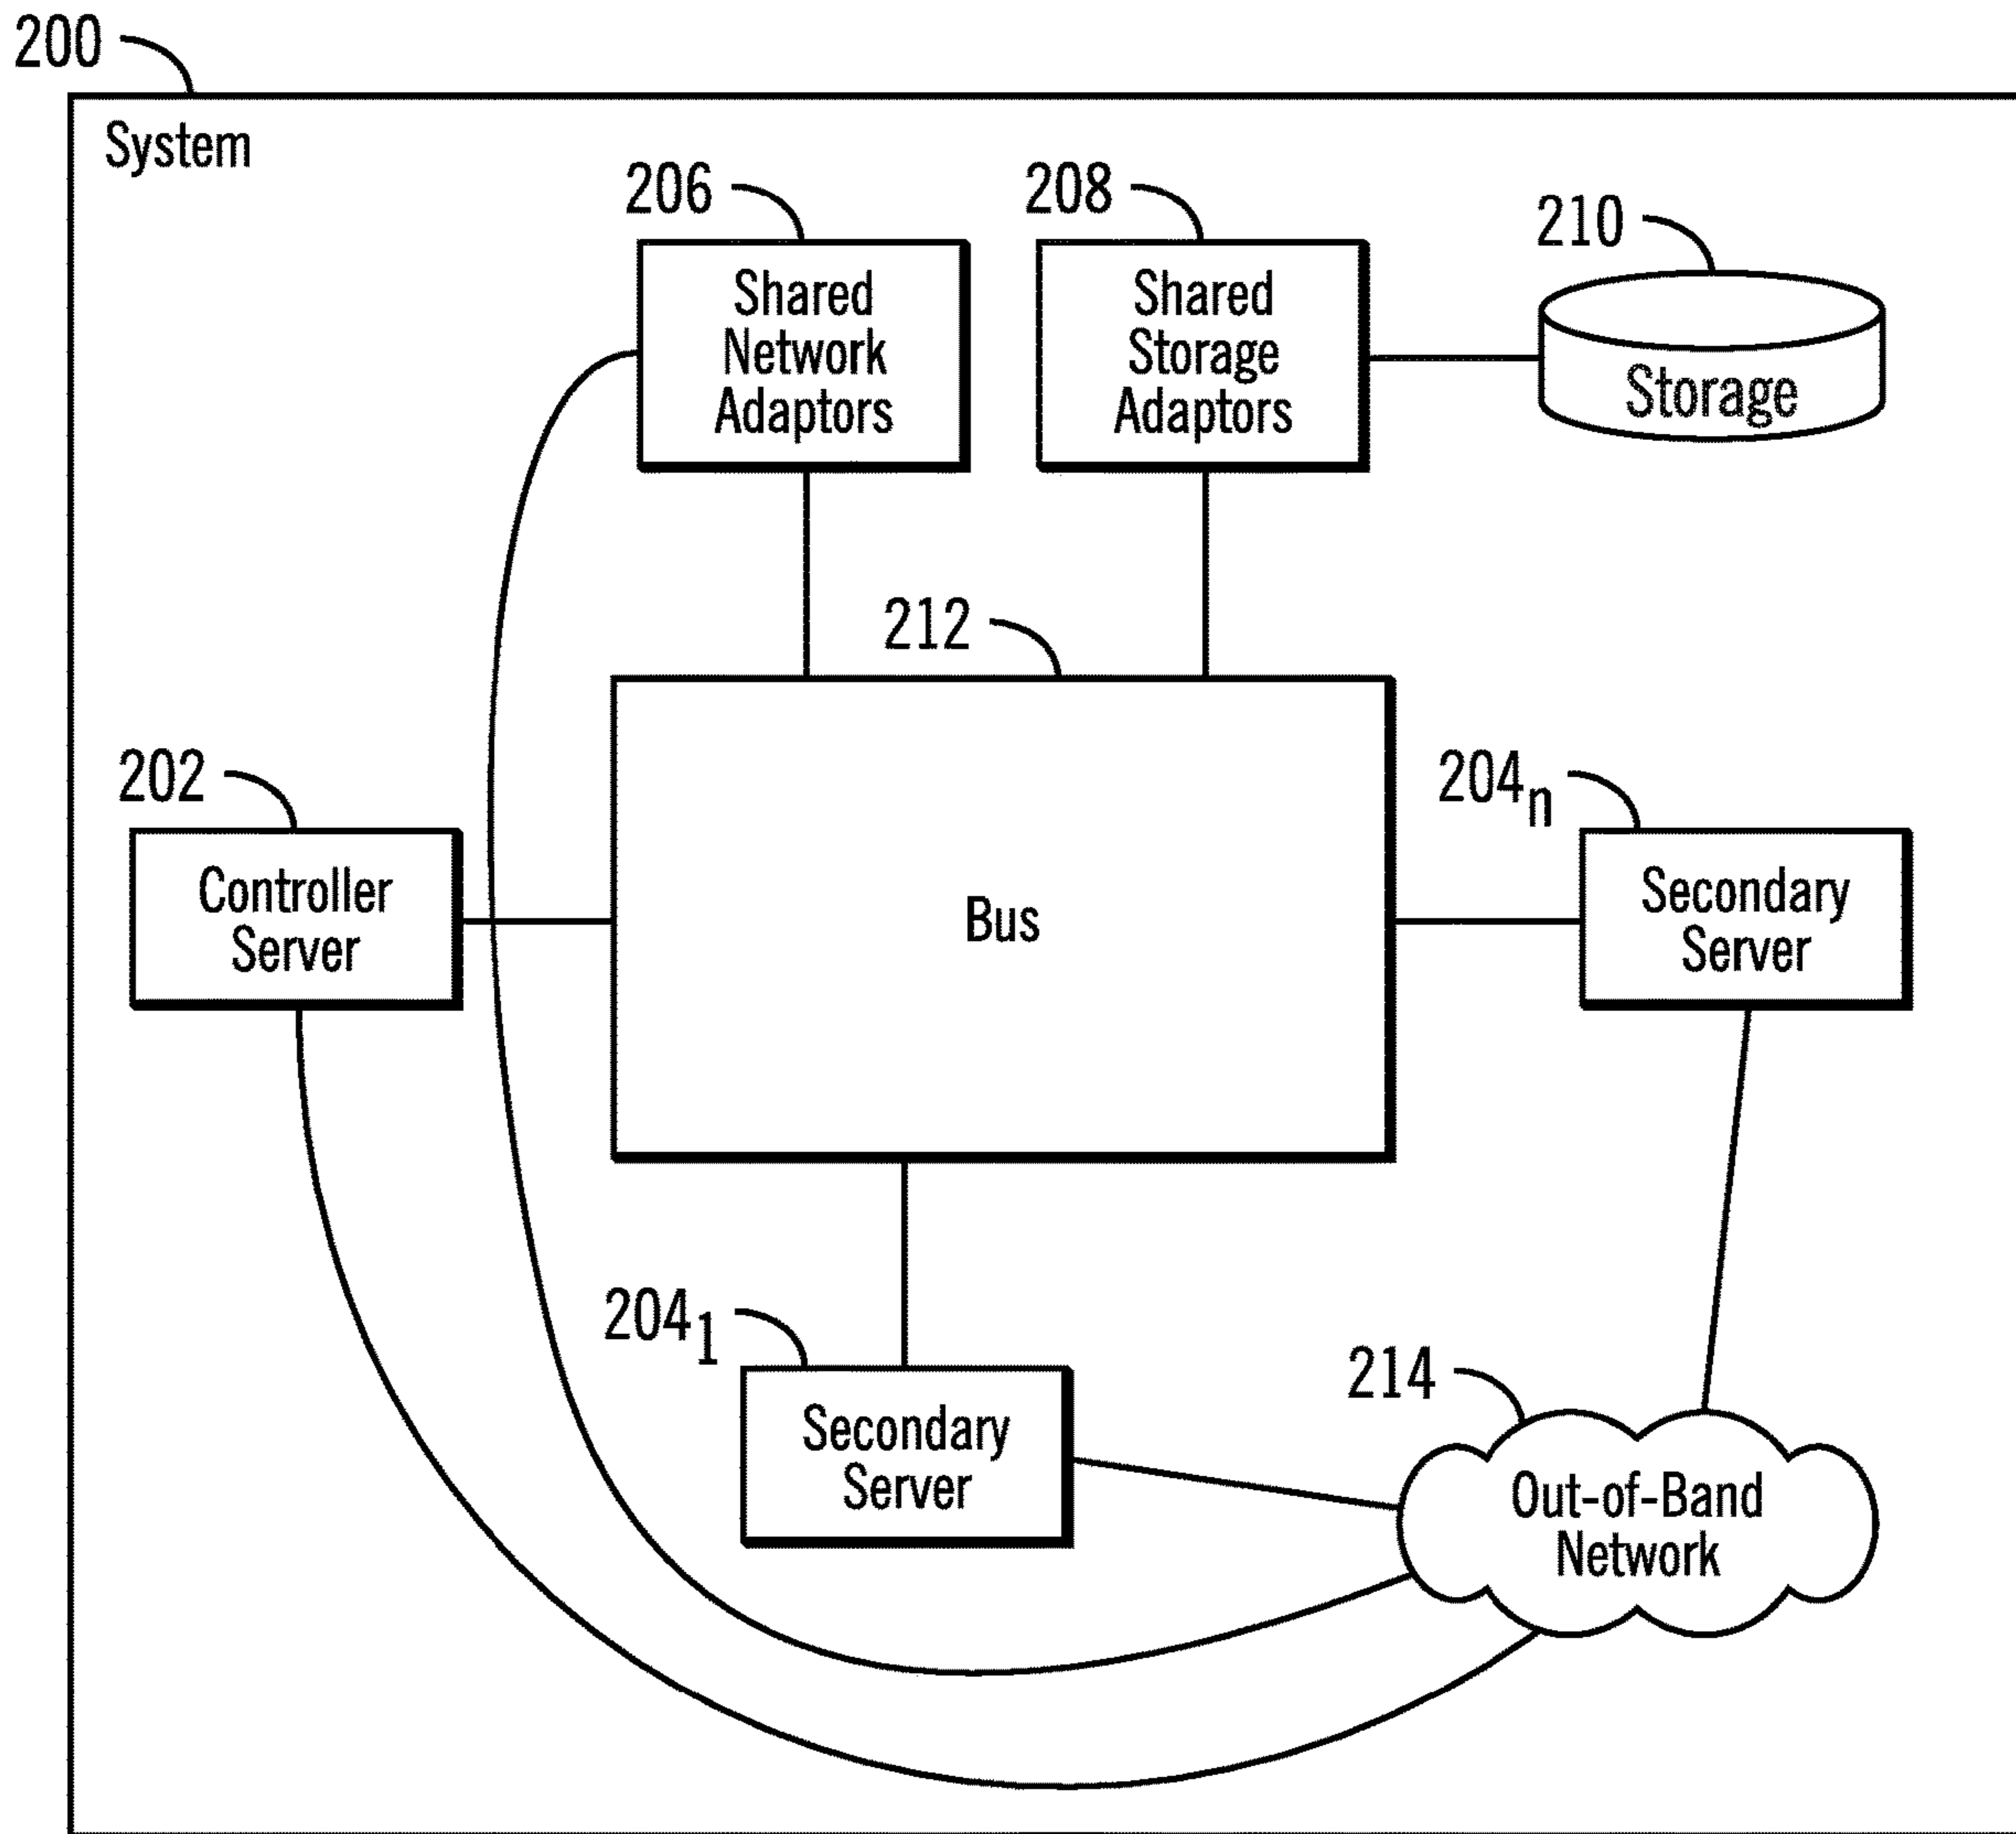 200
System
206
208
210
Shared
Network
Adaptors
Shared
Storage
Adaptors
Storage
212
202
204n
Controller
Server
Bus
Secondary
Server
2041
214
Secondary
Server
Out-of-Band
Network